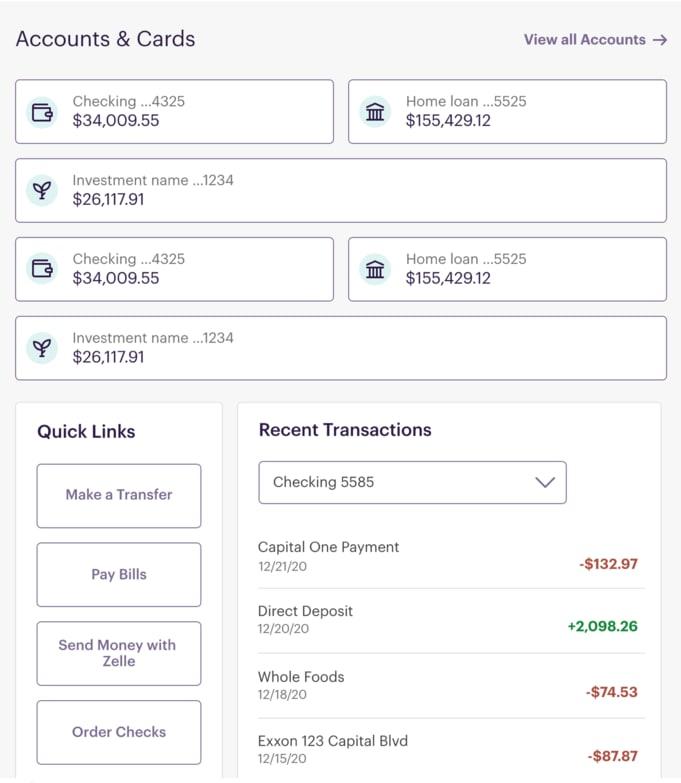 Accounts & Cards
View all Accounts →
Checking ...4325
$34,009.55
Home loan ...5525
$155,429.12
Investment name ...1234
$26,117.91
Checking ...4325
$34,009.55
Home loan ...5525
$155,429.12
Investment name ...1234
$26,117.91
Quick Links
Make a Transfer
Pay Bills
Send Money with
Zelle
Order Checks
Recent Transactions
Checking 5585
Capital One Payment
12/21/20
-$132.97
Direct Deposit
12/20/20
+2,098.26
Whole Foods
12/18/20
-$74.53
Exxon 123 Capital Blvd
12/15/20
-$87.87